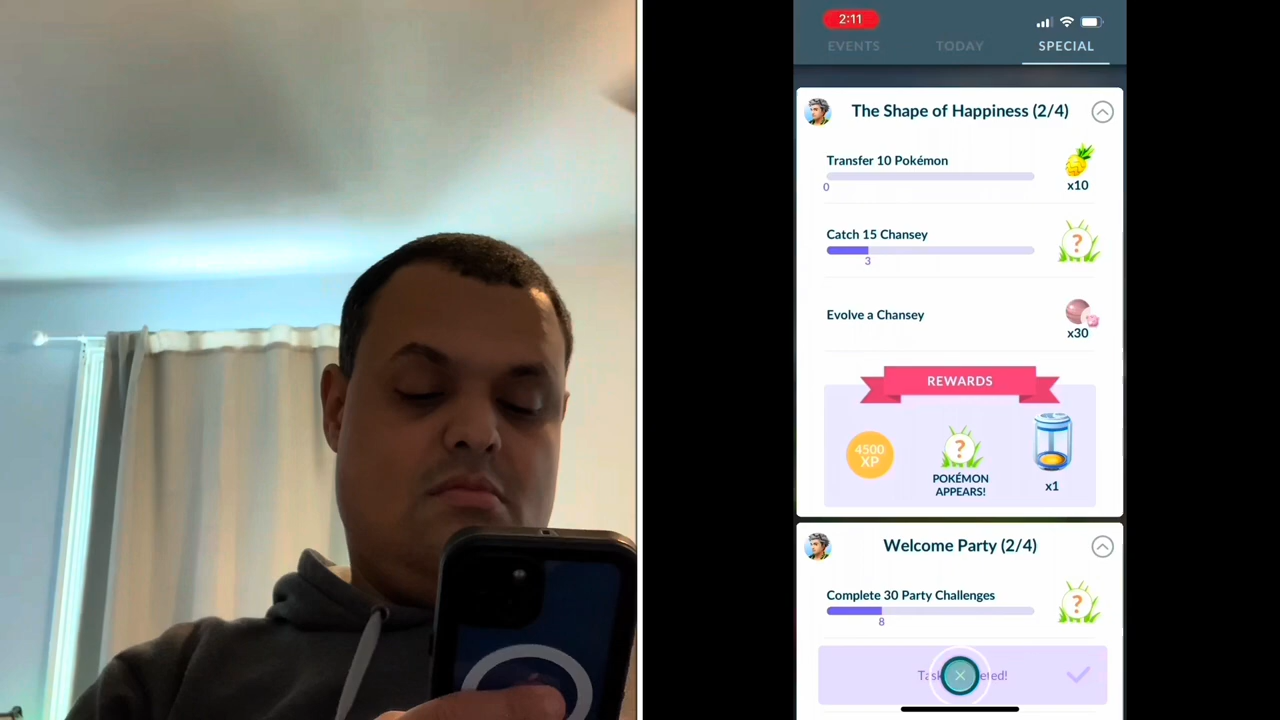 2:11
EVENTS
TODAY
SPECIAL
The Shape of Happiness (2/4)
Transfer 10 Pokémon
0
x10
Catch 15 Chansey
3
?
Evolve a Chansey
x30
REWARDS
4500
XP
?
POKÉMON
APPEARS!
x1
Welcome Party (2/4)
Complete 30 Party Challenges
8
?